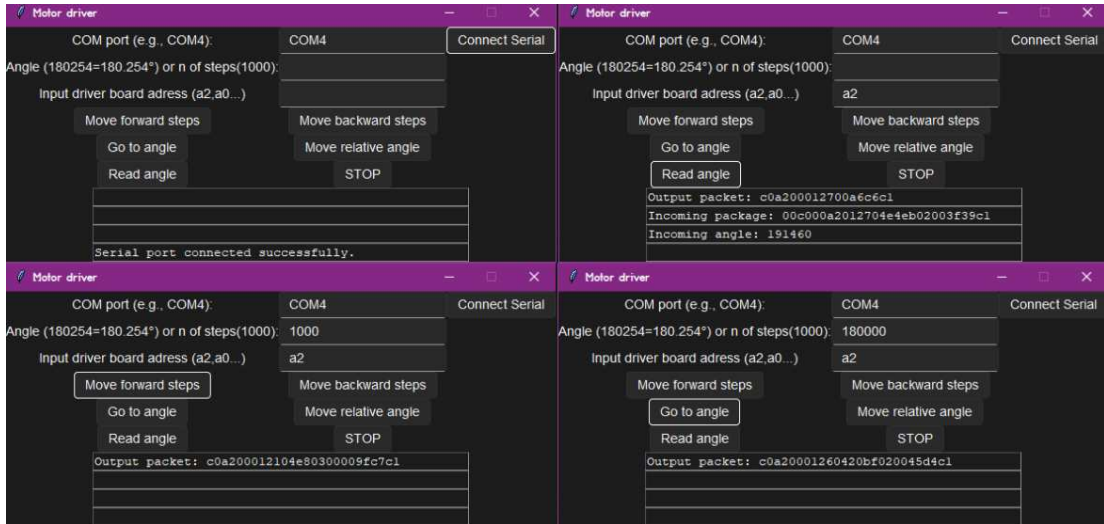 Motor driver
COM port (e.g., COM4): COM4 Connect Serial
Angle (180254=180.254°) or n of steps(1000):
Input driver board adress (a2,a0...)
Move forward steps Move backward steps
Go to angle Move relative angle
Read angle STOP
Serial port connected successfully.
Motor driver
COM port (e.g., COM4): COM4 Connect Serial
Angle (180254=180.254°) or n of steps(1000):
Input driver board adress (a2,a0...) a2
Move forward steps Move backward steps
Go to angle Move relative angle
Read angle STOP
Output packet: c0a200012700a6c6c1
Incoming package: 00c000a2012704e4eb02003f39c1
Incoming angle: 191460
Motor driver
COM port (e.g., COM4): COM4 Connect Serial
Angle (180254=180.254°) or n of steps(1000): 1000
Input driver board adress (a2,a0...) a2
Move forward steps Move backward steps
Go to angle Move relative angle
Read angle STOP
Output packet: c0a200012104e80300009fc7c1
Motor driver
COM port (e.g., COM4): COM4 Connect Serial
Angle (180254=180.254°) or n of steps(1000): 180000
Input driver board adress (a2,a0...) a2
Move forward steps Move backward steps
Go to angle Move relative angle
Read angle STOP
Output packet: c0a20001260420bf020045d4c1